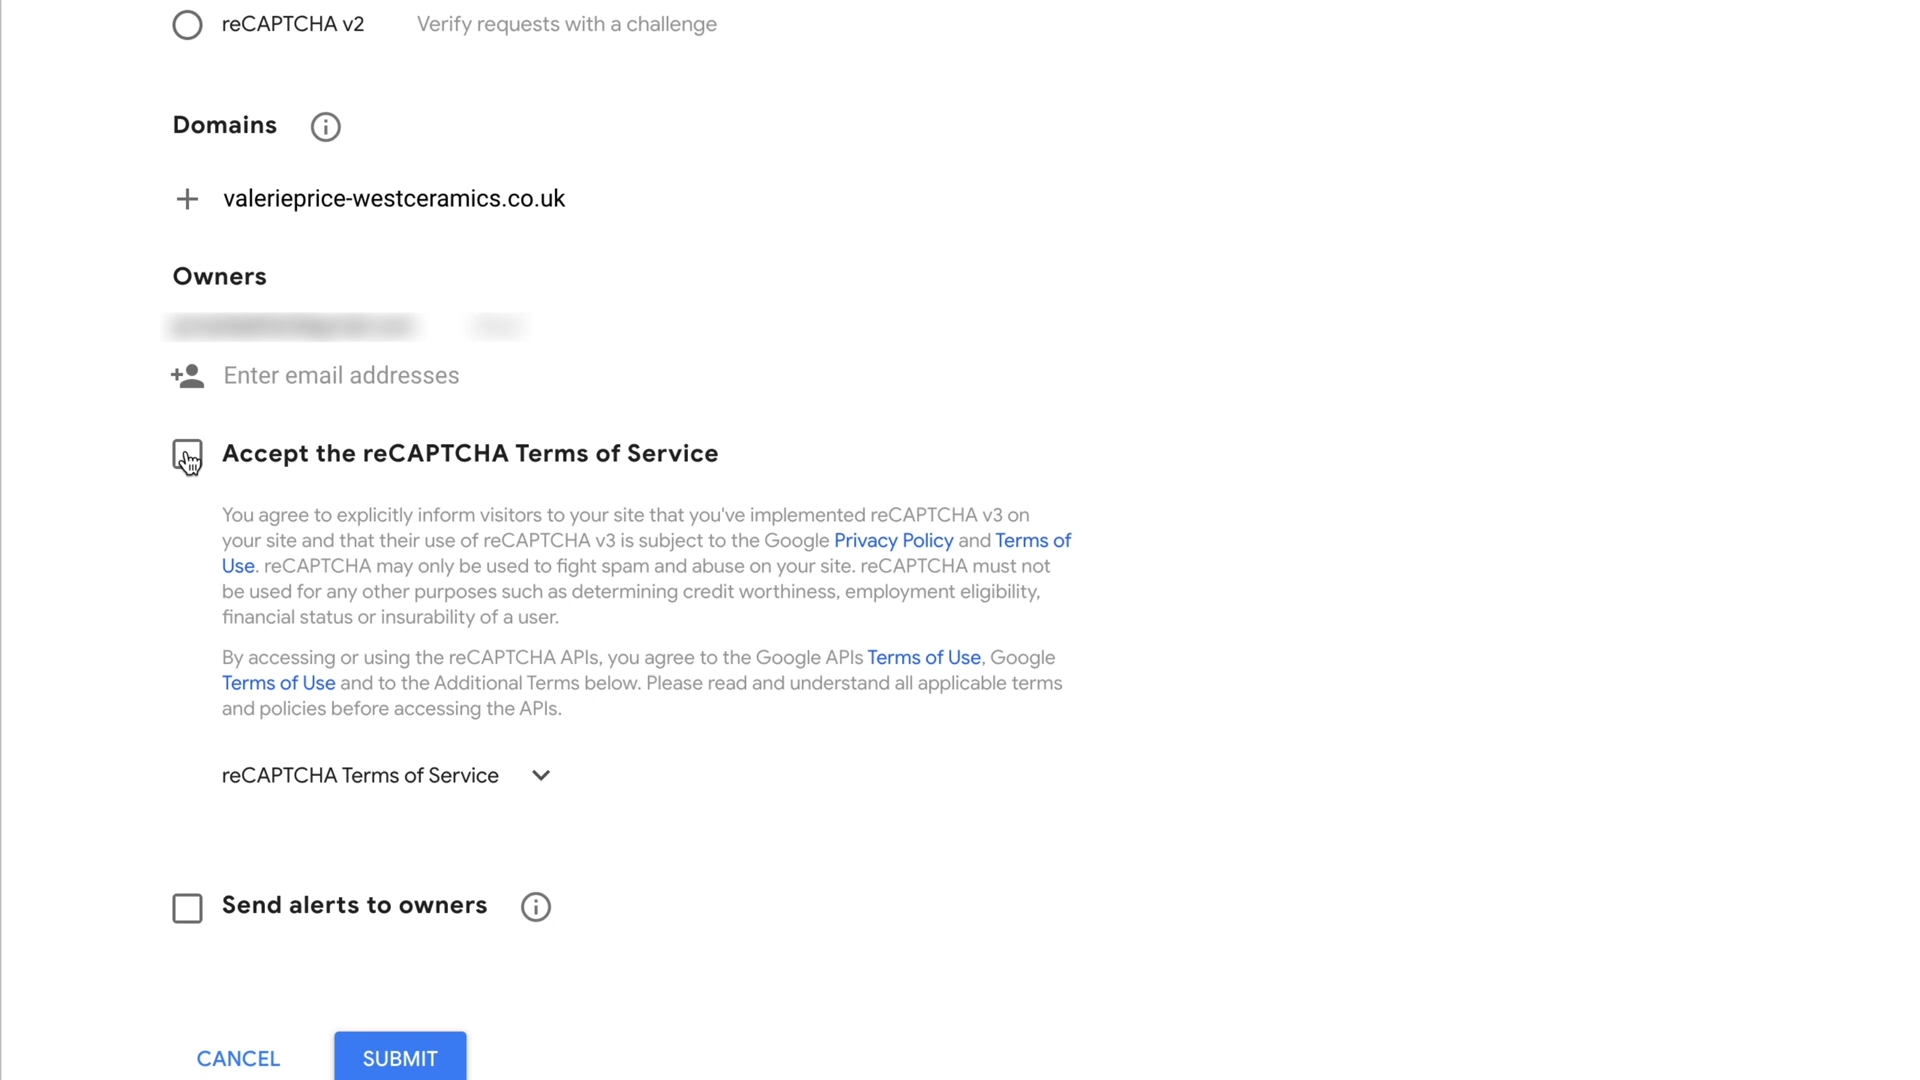 reCAPTCHA v2 Verify requests with a challenge
Domains
valerieprice-westceramics.co.uk
Owners
Enter email addresses
Accept the reCAPTCHA Terms of Service
You agree to explicitly inform visitors to your site that you've implemented reCAPTCHA v3 on
your site and that their use of reCAPTCHA v3 is subject to the Google Privacy Policy and Terms of
Use. reCAPTCHA may only be used to fight spam and abuse on your site. reCAPTCHA must not
be used for any other purposes such as determining credit worthiness, employment eligibility,
financial status or insurability of a user.
By accessing or using the reCAPTCHA APIs, you agree to the Google APIs Terms of Use, Google
Terms of Use and to the Additional Terms below. Please read and understand all applicable terms
and policies before accessing the APIs.
reCAPTCHA Terms of Service
Send alerts to owners
CANCEL SUBMIT